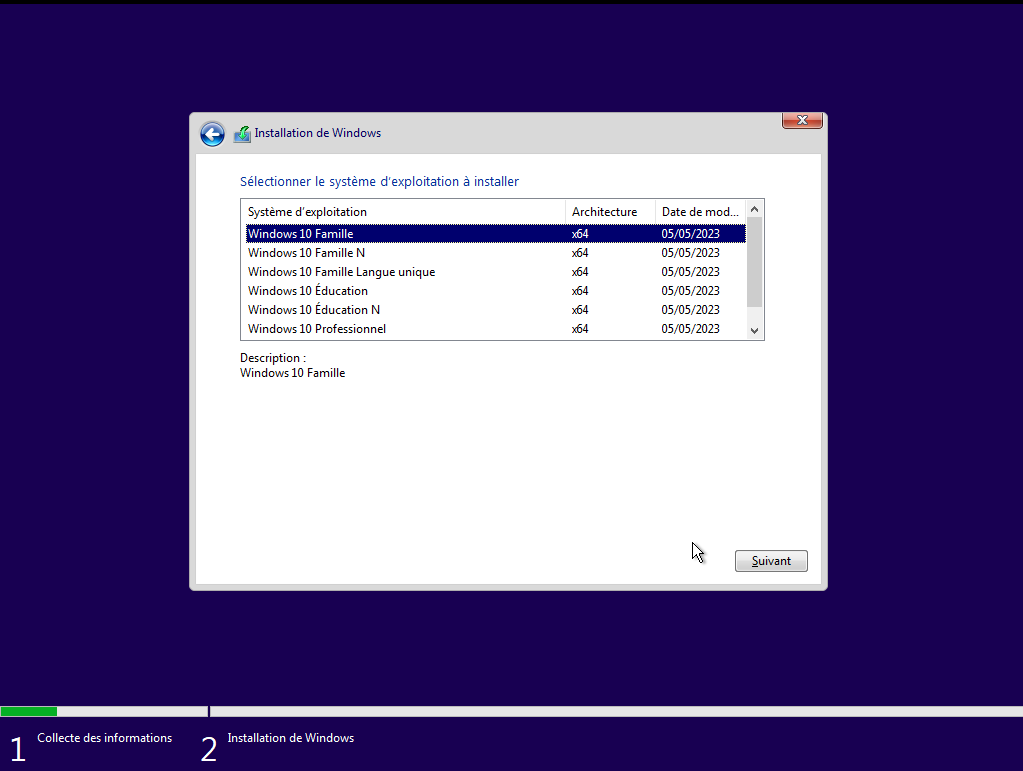 Installation de Windows
Sélectionner le système d'exploitation à installer
Système d'exploitation Architecture Date de mod...
Windows 10 Famille x64 05/05/2023
Windows 10 Famille N x64 05/05/2023
Windows 10 Famille Langue unique x64 05/05/2023
Windows 10 Éducation x64 05/05/2023
Windows 10 Éducation N x64 05/05/2023
Windows 10 Professionnel x64 05/05/2023
Description :
Windows 10 Famille
Suivant
1 Collecte des informations 2 Installation de Windows